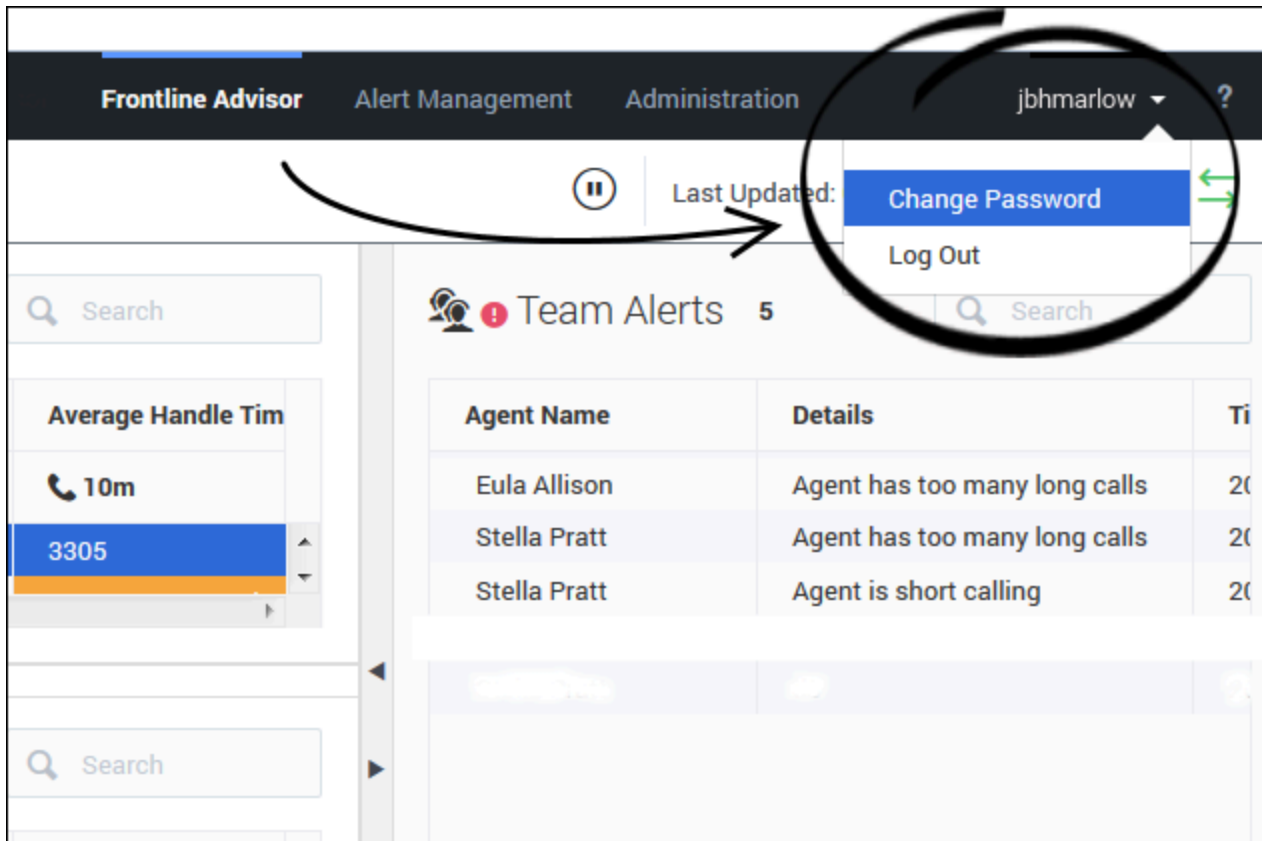 Frontline Advisor Alert Management Administration jbhmarlow ?
Last Updated:
Change Password
Log Out
Search
Team Alerts 5
Search
Average Handle Tim
10m
3305
Agent Name Details Ti
Eula Allison Agent has too many long calls 20
Stella Pratt Agent has too many long calls 20
Stella Pratt Agent is short calling 20
Search